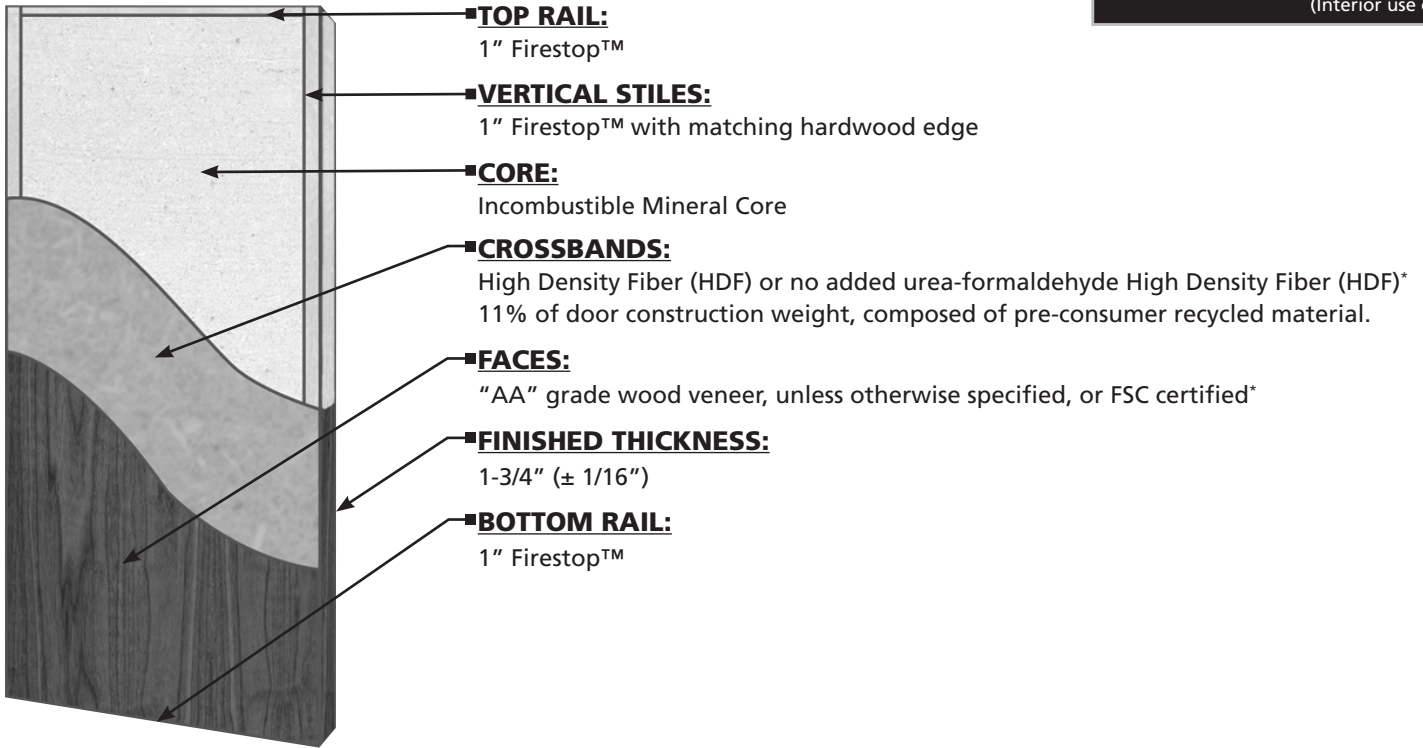 (Interior use
TOP RAIL:
1” Firestop™
VERTICAL STILES:
1” Firestop™ with matching hardwood edge
CORE:
Incombustible Mineral Core
CROSSBANDS:
High Density Fiber (HDF) or no added urea-formaldehyde High Density Fiber (HDF)*
11% of door construction weight, composed of pre-consumer recycled material.
FACES:
“AA” grade wood veneer, unless otherwise specified, or FSC certified*
FINISHED THICKNESS:
1-3/4” (± 1/16”)
BOTTOM RAIL:
1” Firestop™